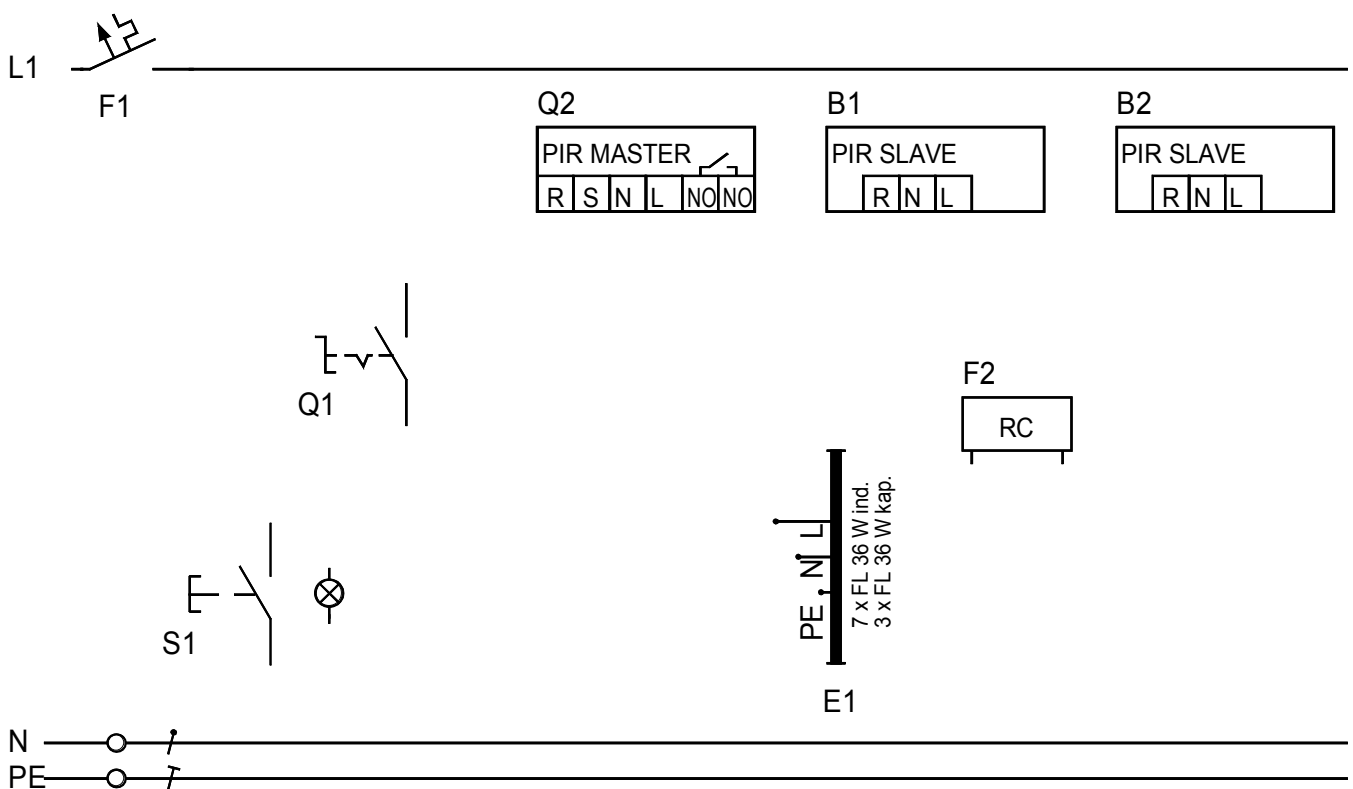 L1
F1
Q2
B1
B2
PIR MASTER
PIR SLAVE
PIR SLAVE
R S N L NO NO
R N L
R N L
Q1
F2
RC
S1
L
N
PE
7 x FL 36 W ind.
3 x FL 36 W kap.
E1
N
PE